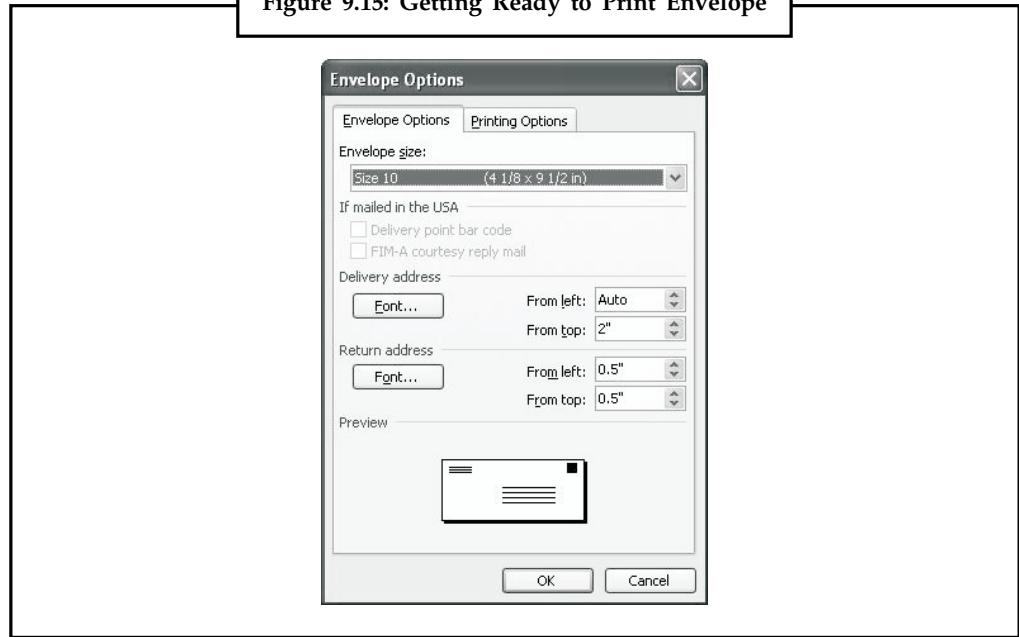 Figure 9.15: Getting Ready to Print Envelope
Envelope Options
Envelope Options Printing Options
Envelope size:
Size 10 (4 1/8 x 9 1/2 in)
If mailed in the USA
Delivery point bar code
FIM-A courtesy reply mail
Delivery address
Font... From left: Auto
From top: 2"
Return address
Font... From left: 0.5"
From top: 0.5"
Preview
OK Cancel